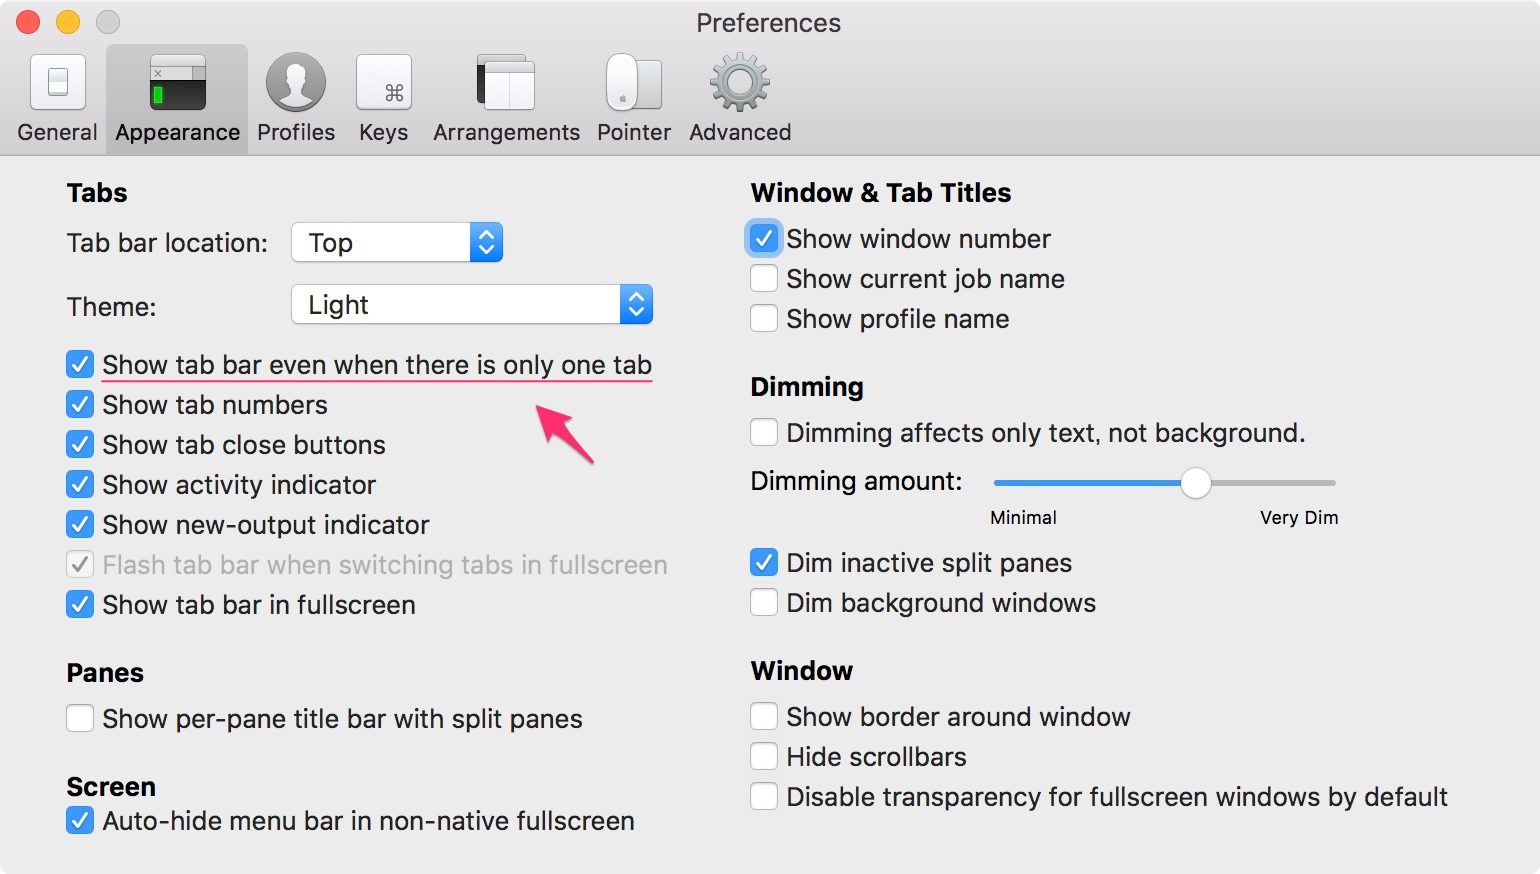 Preferences
General Appearance Profiles Keys Arrangements Pointer Advanced
Tabs
Tab bar location: Top
Theme: Light
Show tab bar even when there is only one tab
Show tab numbers
Show tab close buttons
Show activity indicator
Show new-output indicator
Flash tab bar when switching tabs in fullscreen
Show tab bar in fullscreen
Panes
Show per-pane title bar with split panes
Screen
Auto-hide menu bar in non-native fullscreen
Window & Tab Titles
Show window number
Show current job name
Show profile name
Dimming
Dimming affects only text, not background.
Dimming amount:
Minimal Very Dim
Dim inactive split panes
Dim background windows
Window
Show border around window
Hide scrollbars
Disable transparency for fullscreen windows by default